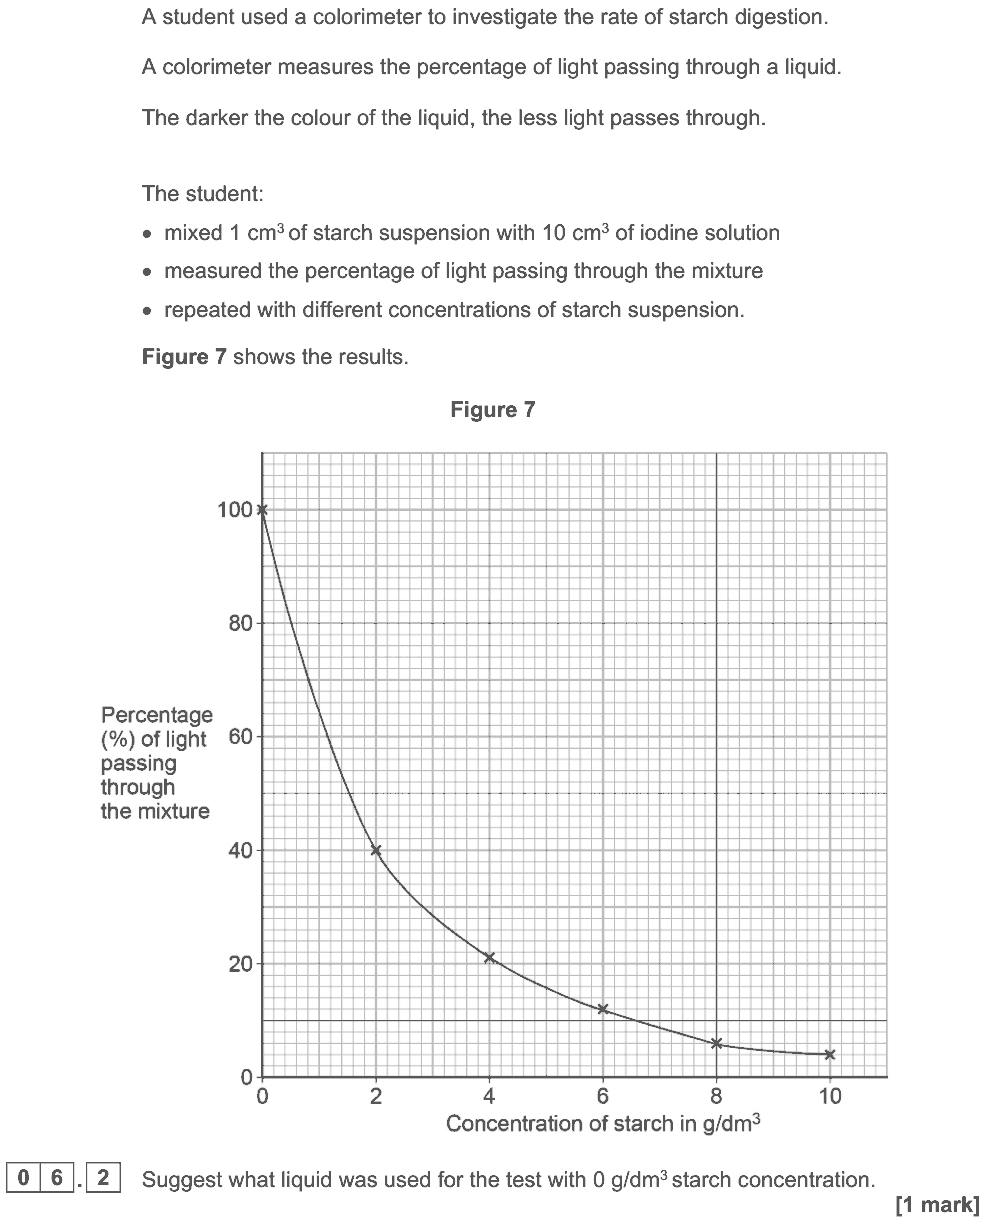 A student used a colorimeter to investigate the rate of starch digestion.
A colorimeter measures the percentage of light passing through a liquid.
The darker the colour of the liquid, the less light passes through.
The student:
• mixed 1 cm³ of starch suspension with 10 cm³ of iodine solution
• measured the percentage of light passing through the mixture
• repeated with different concentrations of starch suspension.
Figure 7 shows the results.
Figure 7
100
80
60
40
20
0
Percentage
(%) of light
passing
through
the mixture
0 2 4 6 8 10
Concentration of starch in g/dm³
0 6 . 2 Suggest what liquid was used for the test with 0 g/dm³ starch concentration.
[1 mark]